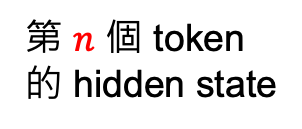 第 n 個 token
的 hidden state